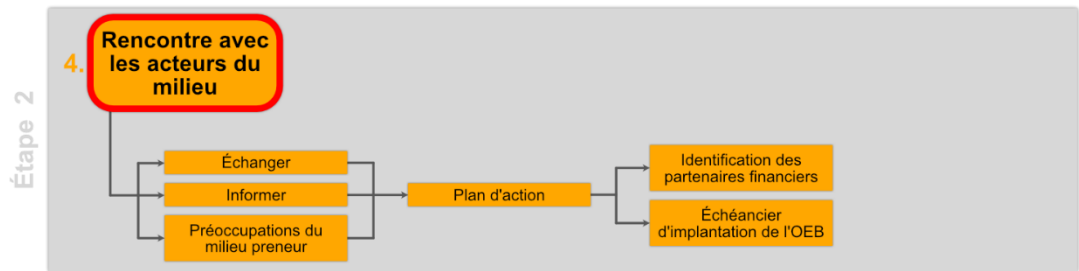 Étape 2
4.
Rencontre avec
les acteurs du
milieu
Échanger
Informer
Préoccupations du
milieu preneur
Plan d'action
Identification des
partenaires financiers
Échéancier
d'implantation de l'OEB